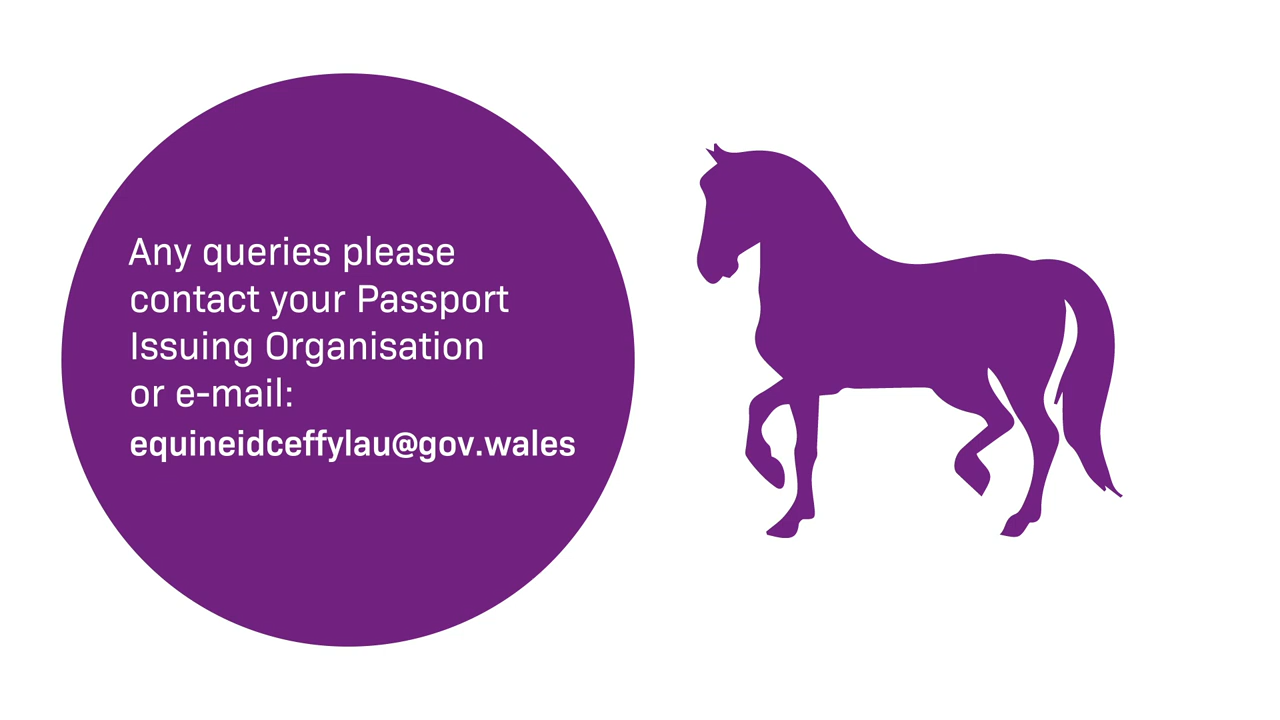 Any queries please
contact your Passport
Issuing Organisation
or e-mail:
equineidceffylau@gov.wales